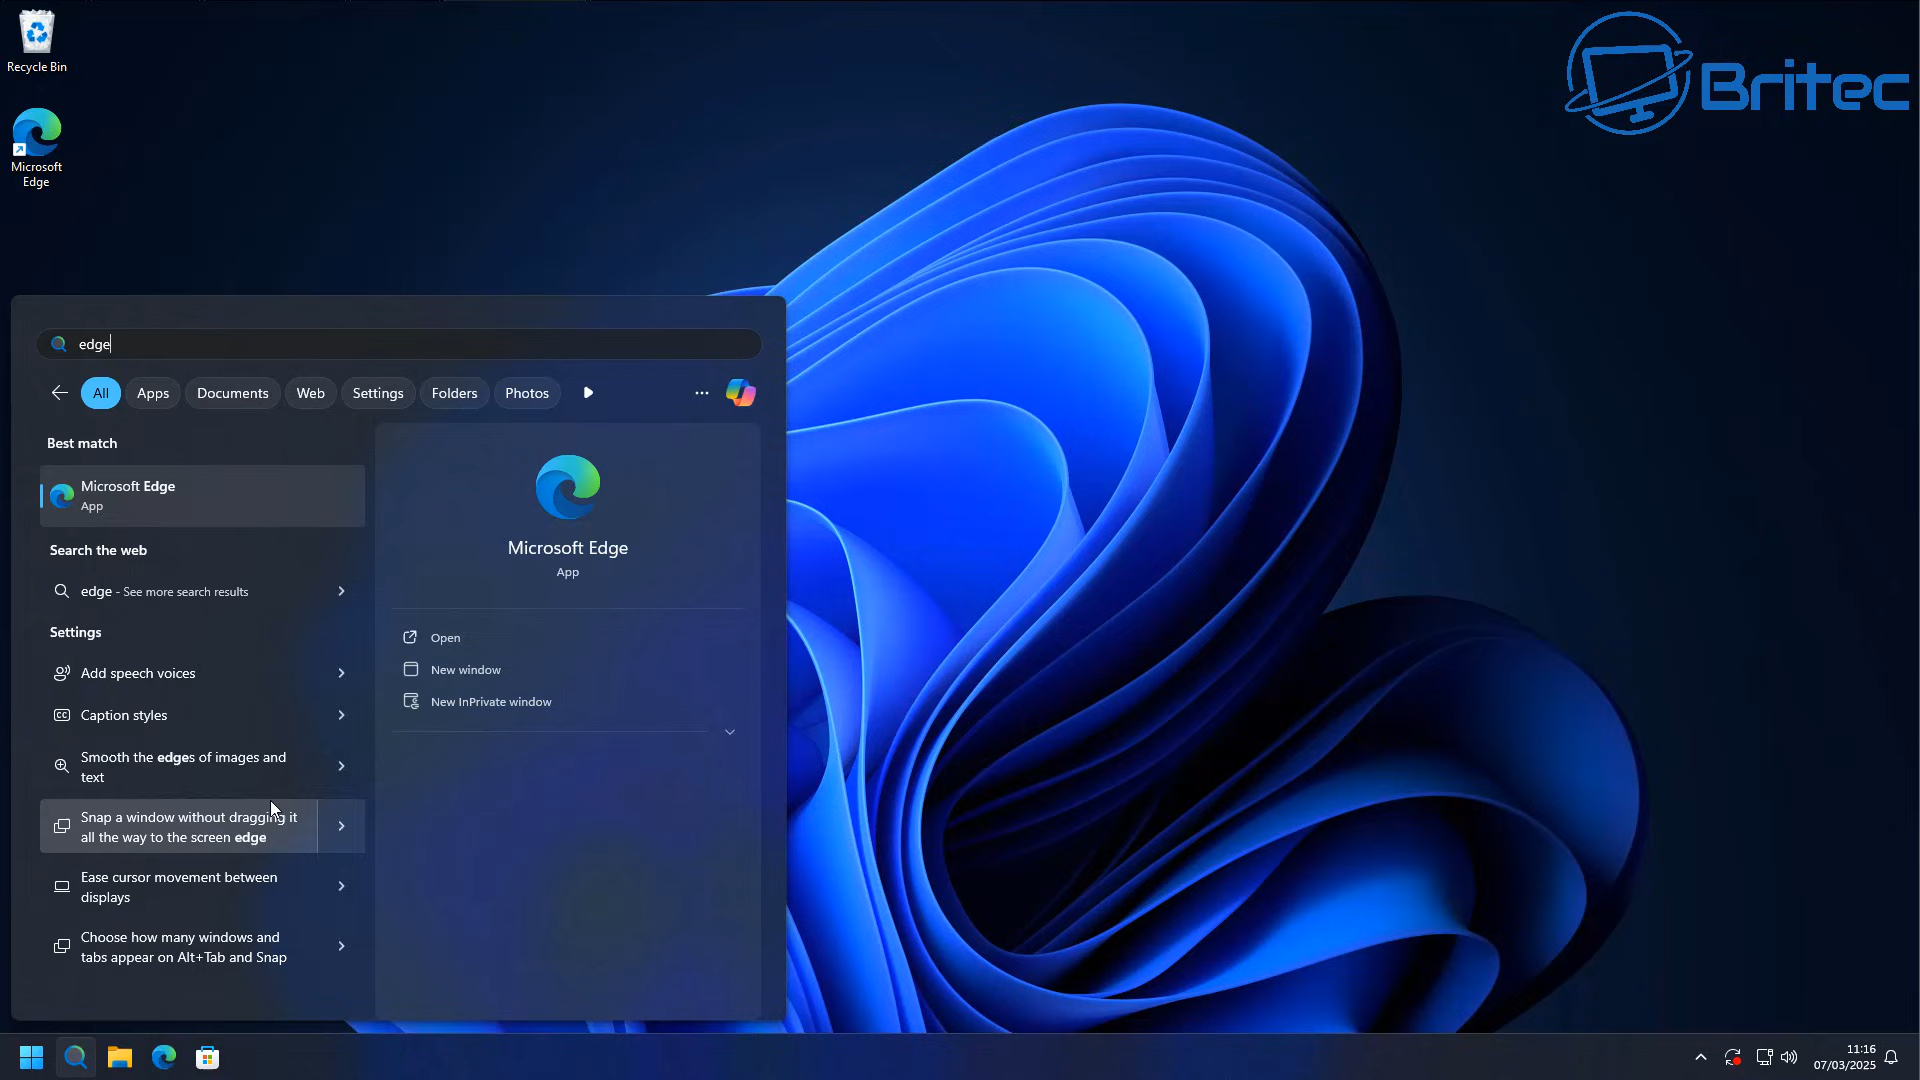 Recycle Bin
Microsoft
Edge
Britec
edge
All
Apps
Documents
Web
Settings
Folders
Photos
Best match
Microsoft Edge
App
Search the web
edge - See more search results
Settings
Add speech voices
Caption styles
Smooth the edges of images and
text
Snap a window without dragging it
all the way to the screen edge
Ease cursor movement between
displays
Choose how many windows and
tabs appear on Alt+Tab and Snap
Microsoft Edge
App
Open
New window
New InPrivate window
11:16
07/03/2025